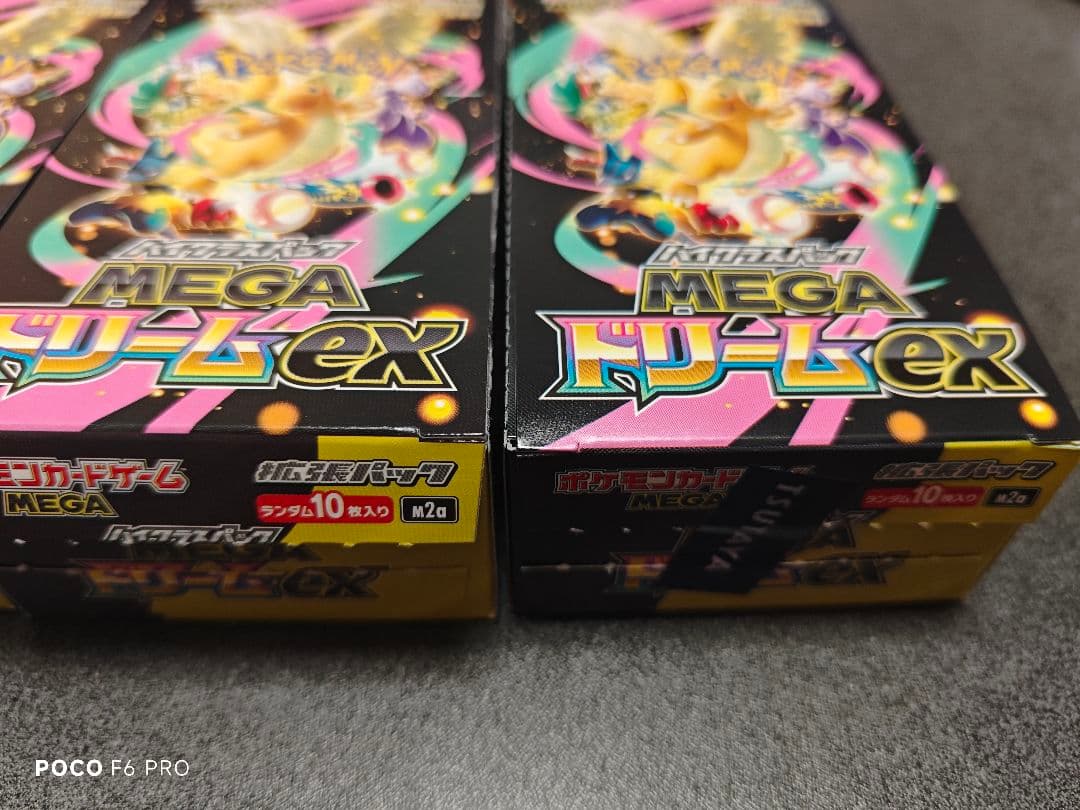 Pokémon
ハイクラスパック
MEGA
ドリームex
モンカードゲーム
MEGA
拡張パック
ランダム10枚入り
M2a
ハイクラスパック
MEGA
ドリームex
Pokémon
ハイクラスパック
MEGA
ドリームex
ポケモンカード
MEGA
拡張パック
ランダム10枚入り
M2a
TSUTAYA
ex
POCO F6 PRO